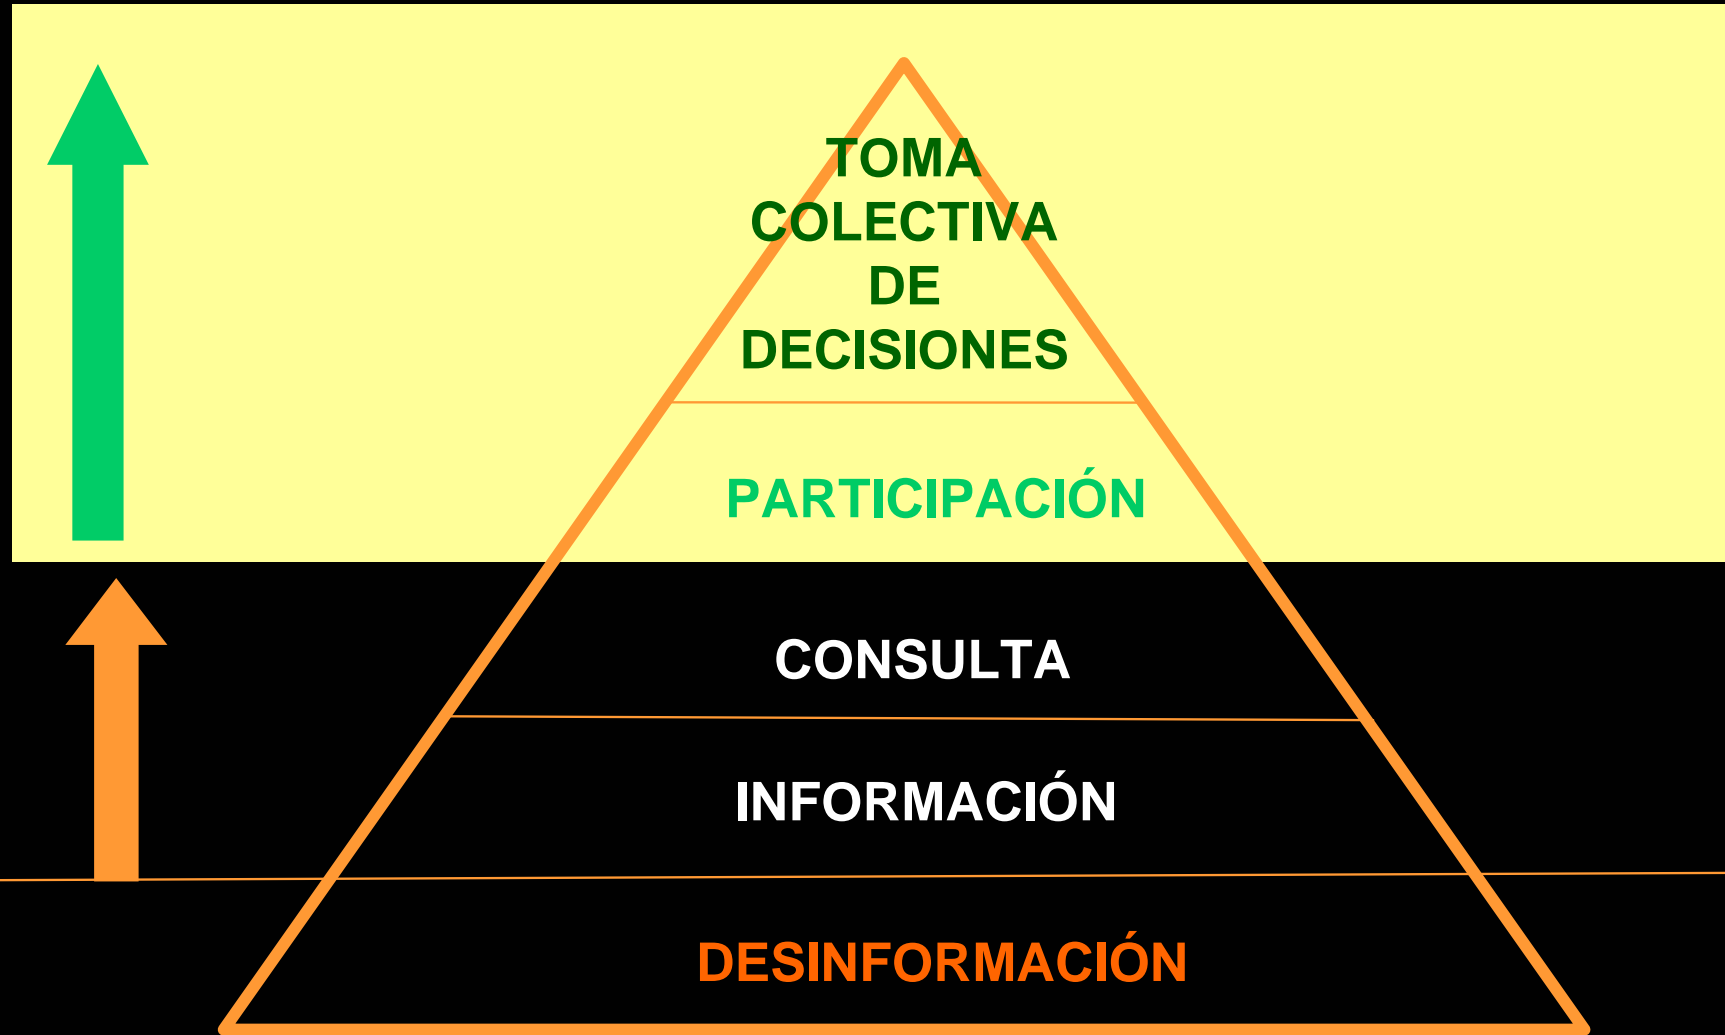 TOMA
COLECTIVA
DE
DECISIONES
PARTICIPACIÓN
CONSULTA
INFORMACIÓN
DESINFORMACIÓN